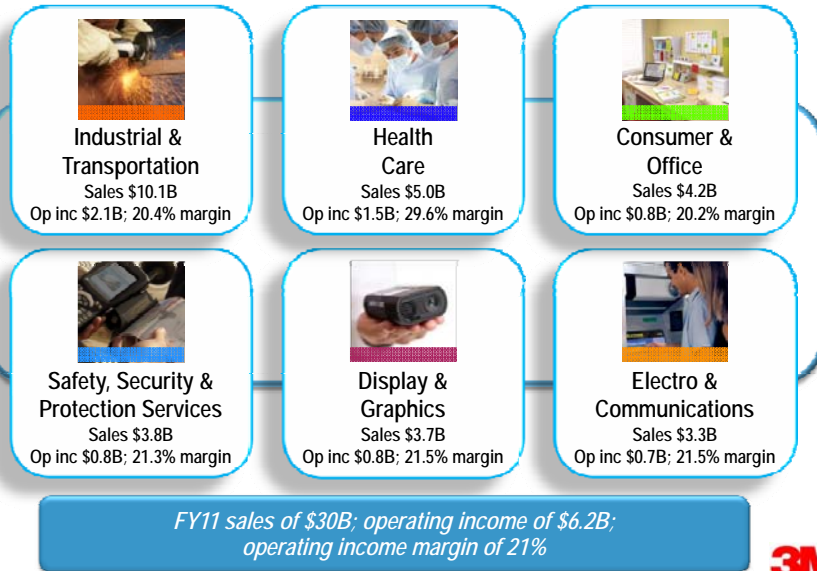 Industrial &
Transportation
Sales $10.1B
Op inc $2.1B; 20.4% margin
Health
Care
Sales $5.0B
Op inc $1.5B; 29.6% margin
Consumer &
Office
Sales $4.2B
Op inc $0.8B; 20.2% margin
Safety, Security &
Protection Services
Sales $3.8B
Op inc $0.8B; 21.3% margin
Display &
Graphics
Sales $3.7B
Op inc $0.8B; 21.5% margin
Electro &
Communications
Sales $3.3B
Op inc $0.7B; 21.5% margin
FY11 sales of $30B; operating income of $6.2B;
operating income margin of 21%
3M